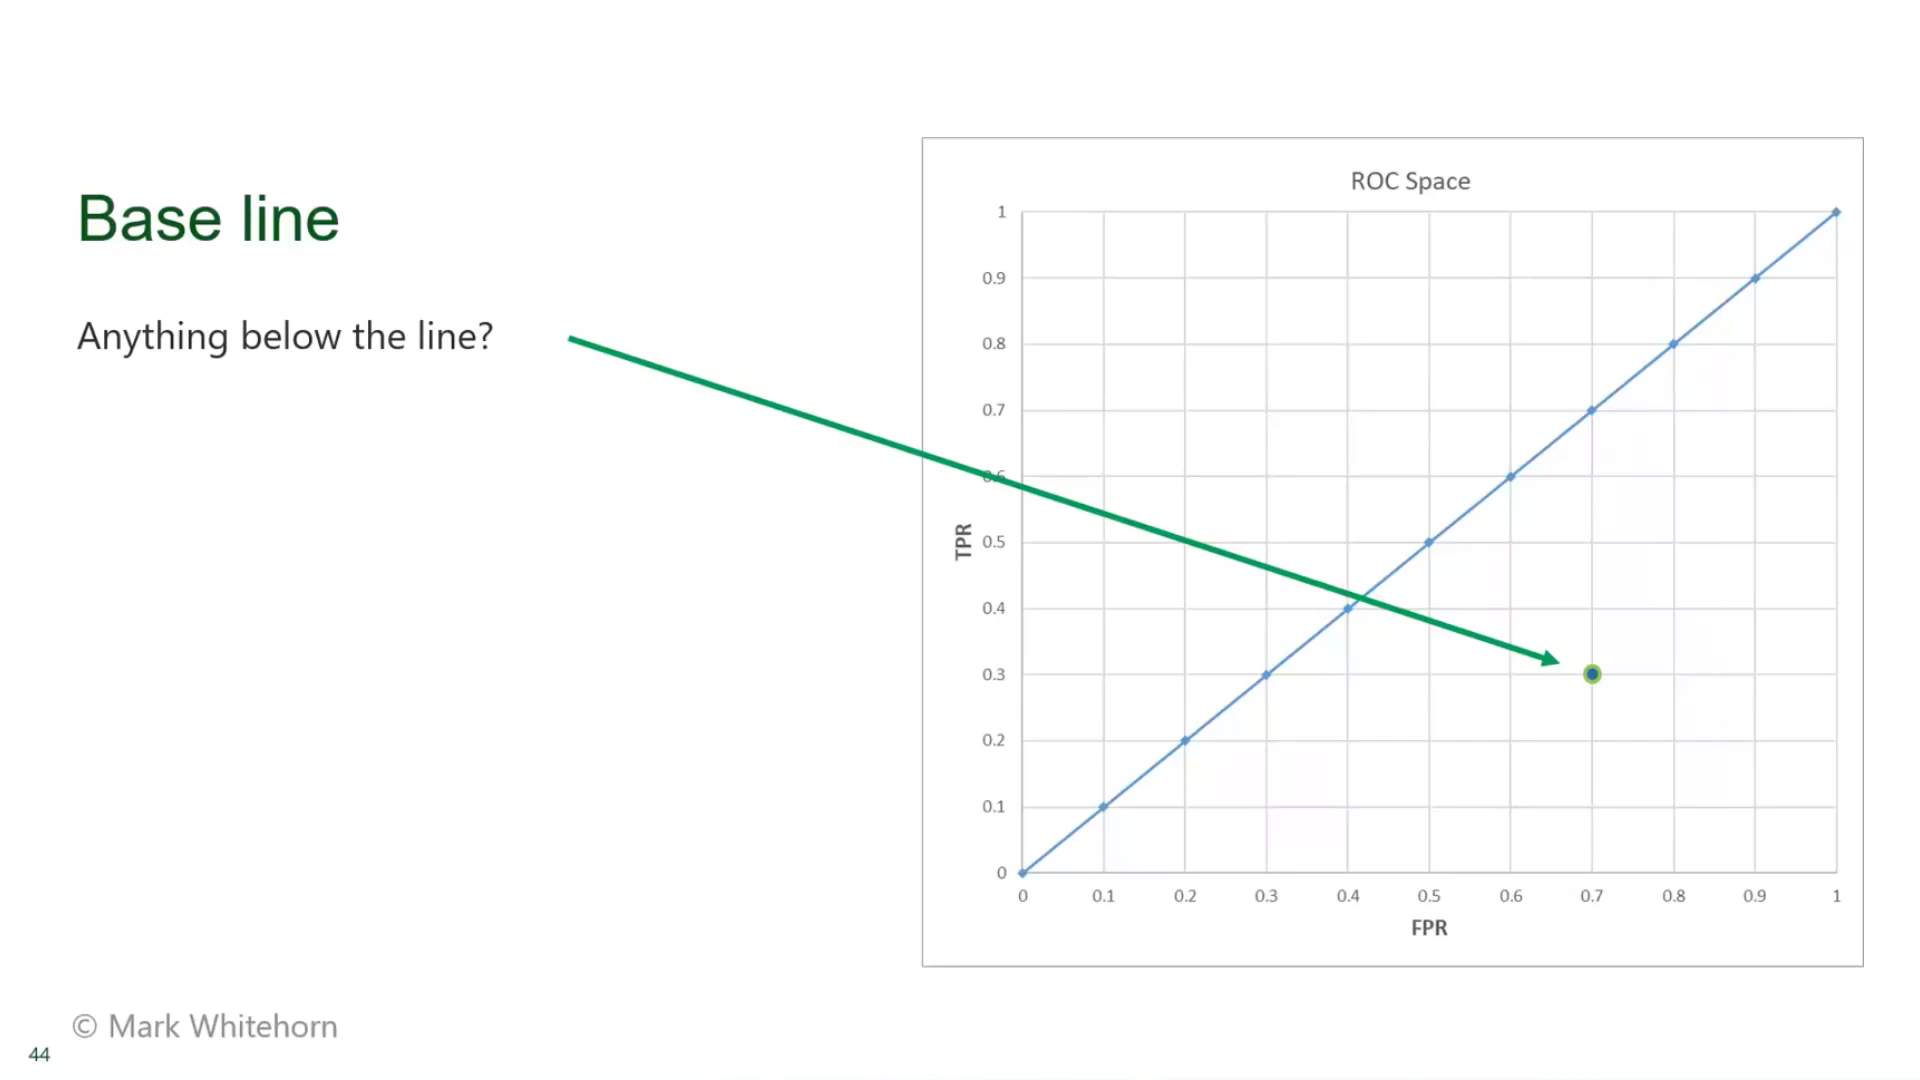 Base line
Anything below the line?
ROC Space
1
0.9
0.8
0.7
0.6
0.5
0.4
0.3
0.2
0.1
0
TPR
0 0.1 0.2 0.3 0.4 0.5 0.6 0.7 0.8 0.9 1
FPR
© Mark Whitehorn
44